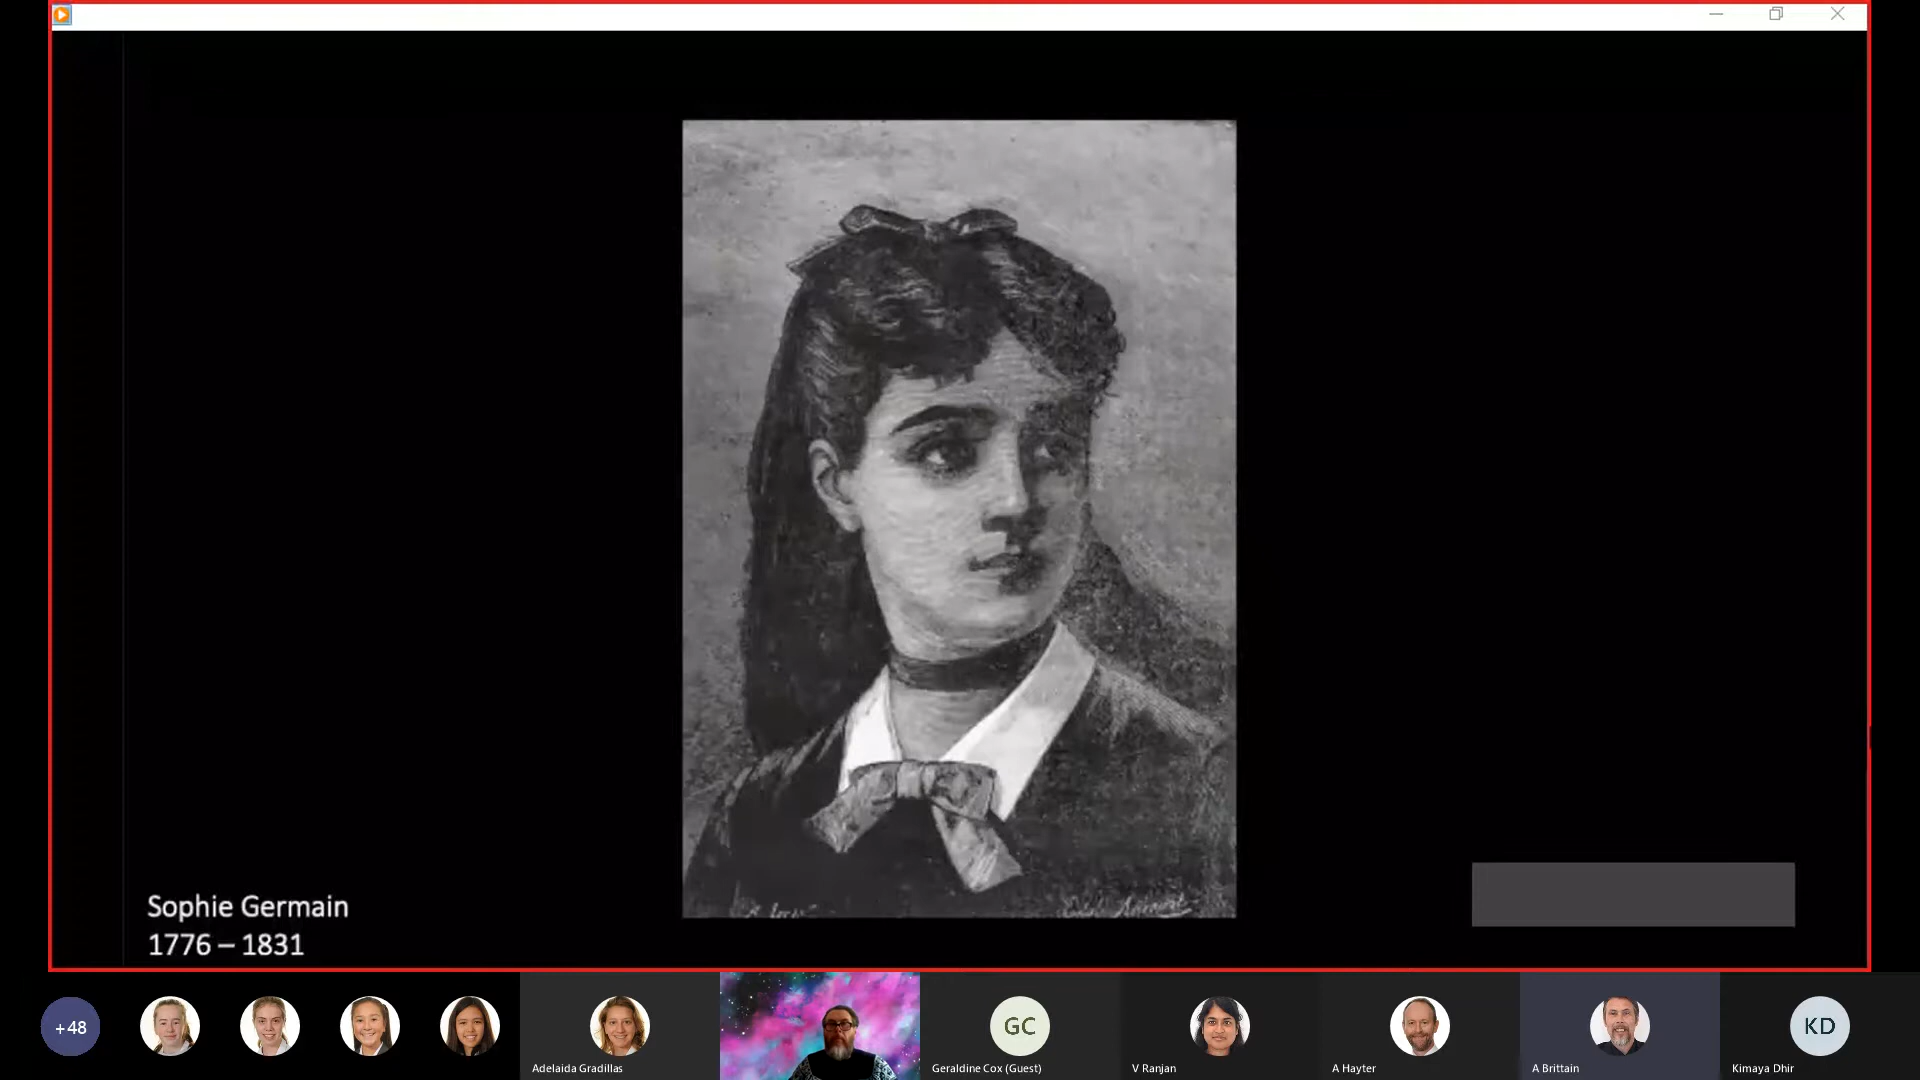 Sophie Germain
1776 – 1831
+48
Adelaida Gradillas
GC
Geraldine Cox (Guest)
V Ranjan
A Hayter
A Brittain
KD
Kimaya Dhir